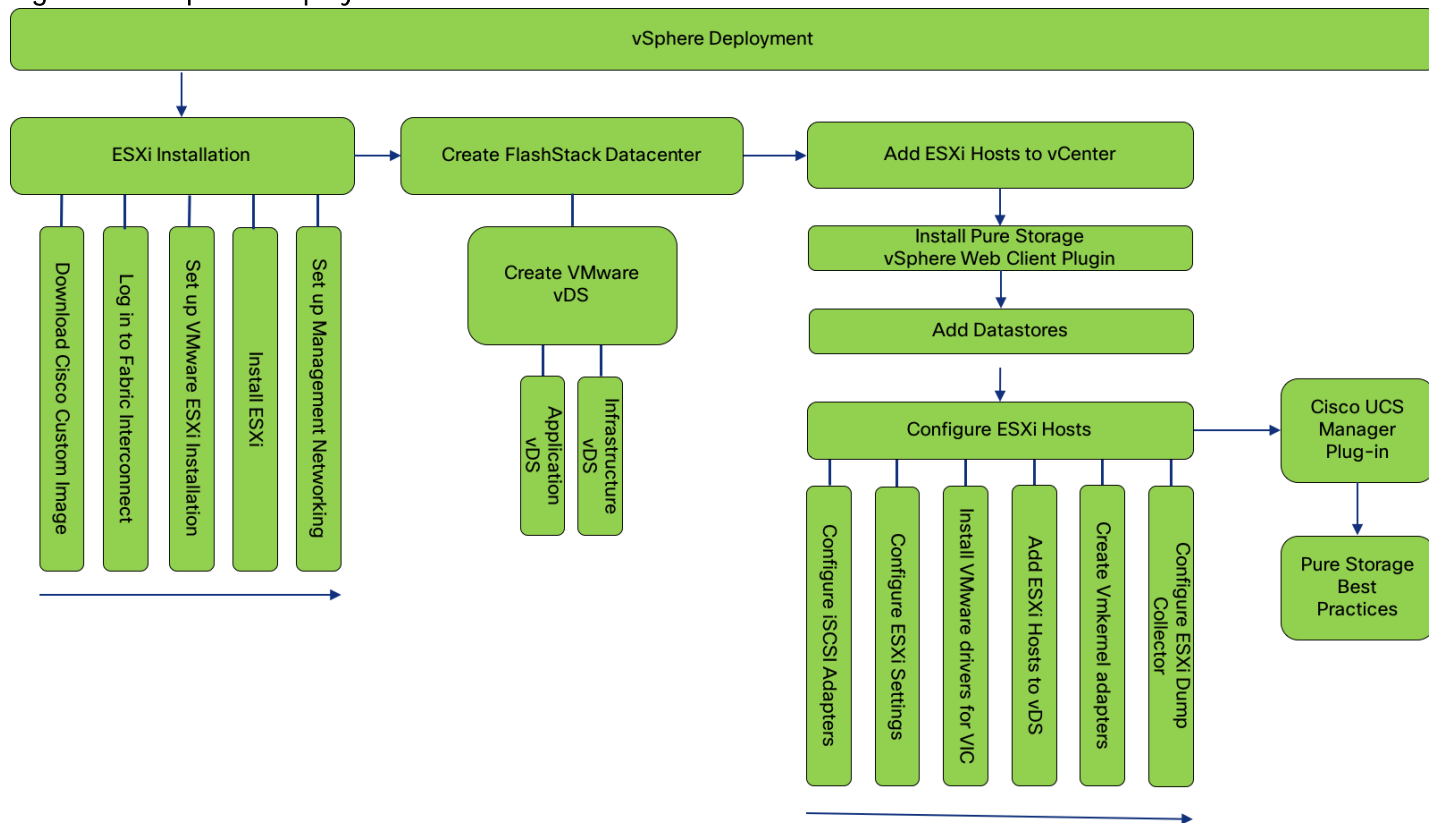 vSphere Deployment
ESXi Installation
Create FlashStack Datacenter
Add ESXi Hosts to vCenter
Download Cisco Custom Image
Log in to Fabric Interconnect
Set up VMware ESXi Installation
Install ESXi
Set up Management Networking
Create VMware
vDS
Application
vDS
Infrastructure
vDS
Install Pure Storage
vSphere Web Client Plugin
Add Datastores
Configure ESXi Hosts
Configure iSCSI Adapters
Configure ESXi Settings
Install VMware drivers for VIC
Add ESXi Hosts to vDS
Create Vmkernel adapters
Configure ESXi Dump
Collector
Cisco UCS
Manager
Plug-in
Pure Storage
Best
Practices